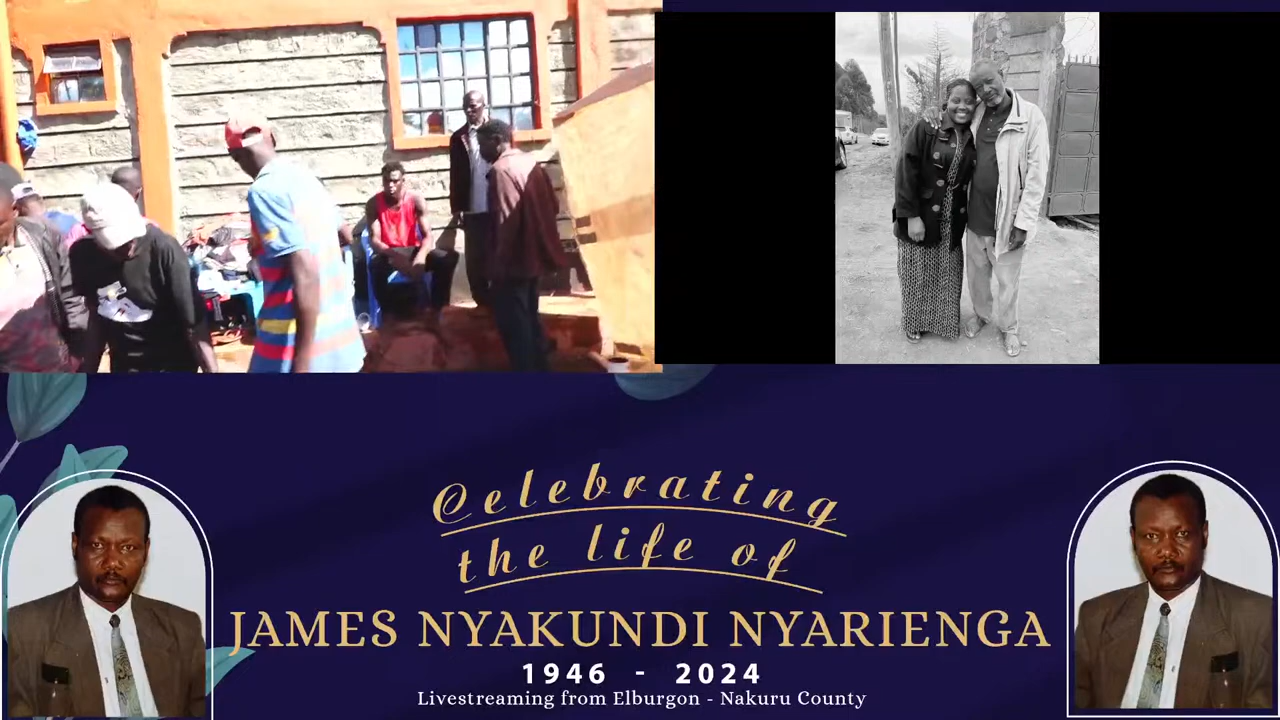 Celebrating
the life of
JAMES NYAKUNDI NYARIENGA
1946 - 2024
Livestreaming from Elburgon - Nakuru County